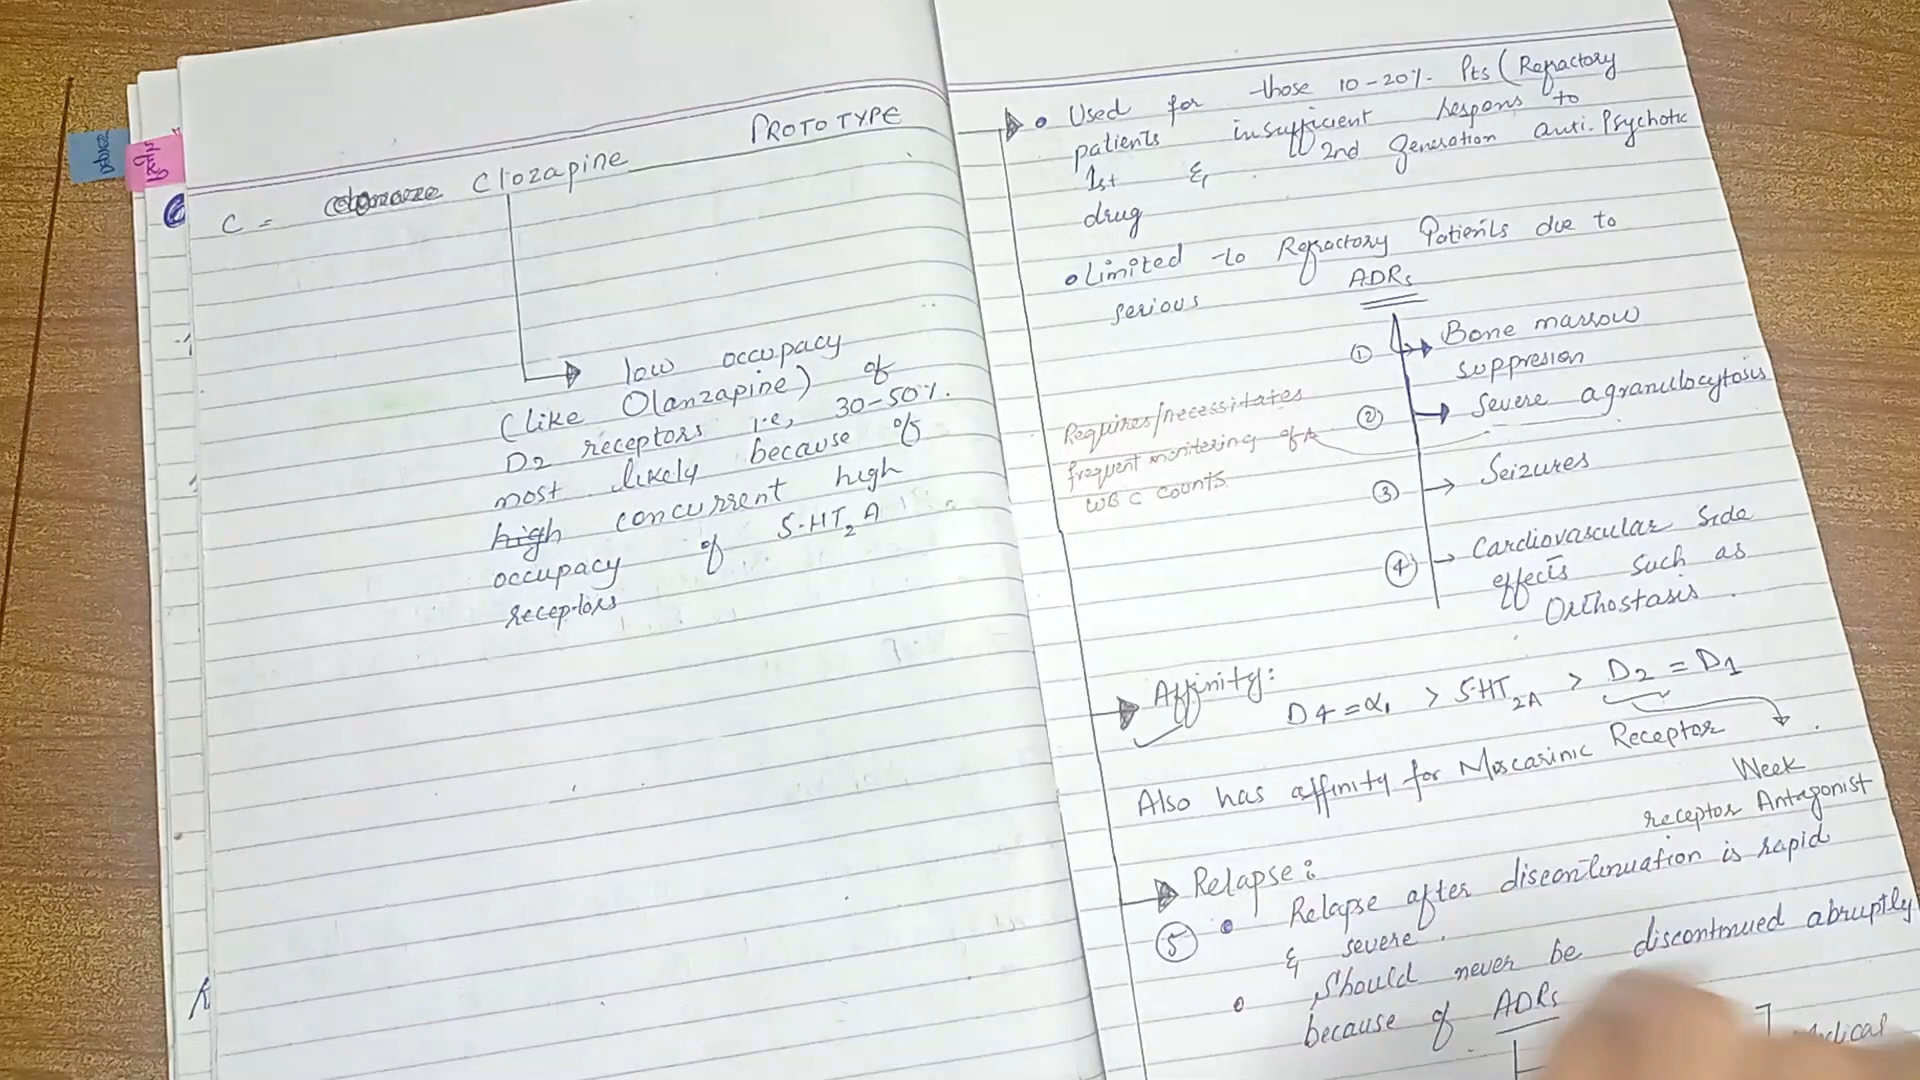 PROTOTYPE
C = Clozapine
low occupacy
(like Olanzapine) of
D2 receptors i.e, 30-50%.
most likely because of
high concurrent high
occupacy of 5-HT2A
receptors
• Used for those 10-20% Pts (Refractory
patients insufficient respons to
1st & 2nd generation anti-Psychotic
drug
• Limited to Refractory Patients due to
serious ADRs
① Bone marrow
suppresion
② Severe agranulocytosis
Requires/necessitates
frequent monitering of
WBC counts
③ Seizures
④ Cardiovascular Side
effects such as
Orthostasis.
Affinity:
D4 = α1 > 5-HT2A > D2 = D1
Also has affinity for Muscarinic Receptor
Week
receptor Antagonist
Relapse:
⑤ • Relapse after discontinuation is rapid
& severe.
• Should never be discontinued abruptly
because of ADRs